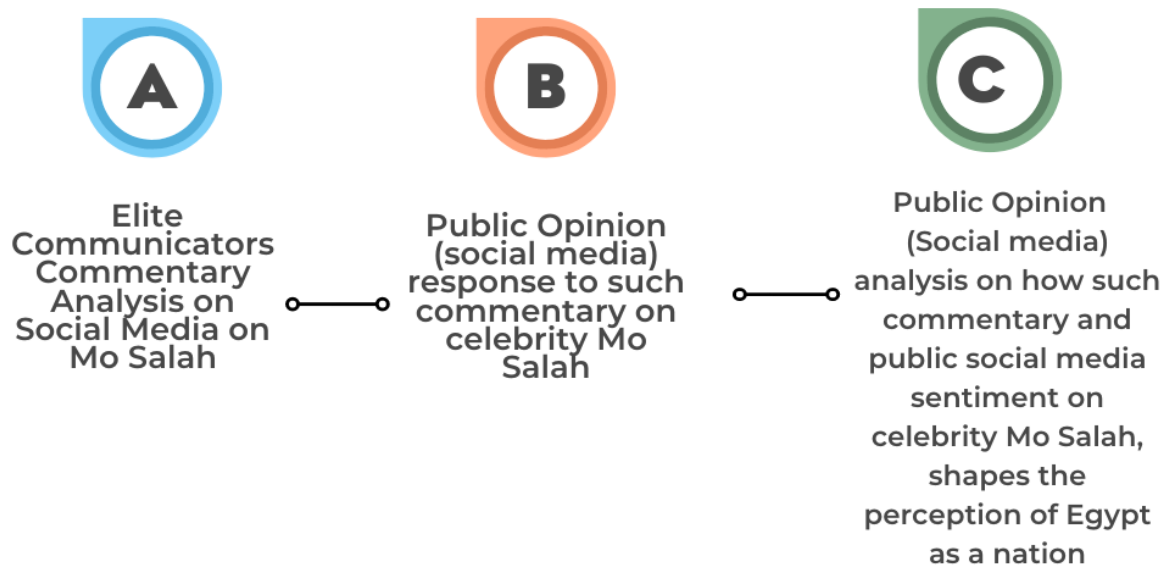 A
Elite
Communicators
Commentary
Analysis on
Social Media on
Mo Salah
B
Public Opinion
(social media)
response to such
commentary on
celebrity Mo
Salah
C
Public Opinion
(Social media)
analysis on how such
commentary and
public social media
sentiment on
celebrity Mo Salah,
shapes the
perception of Egypt
as a nation